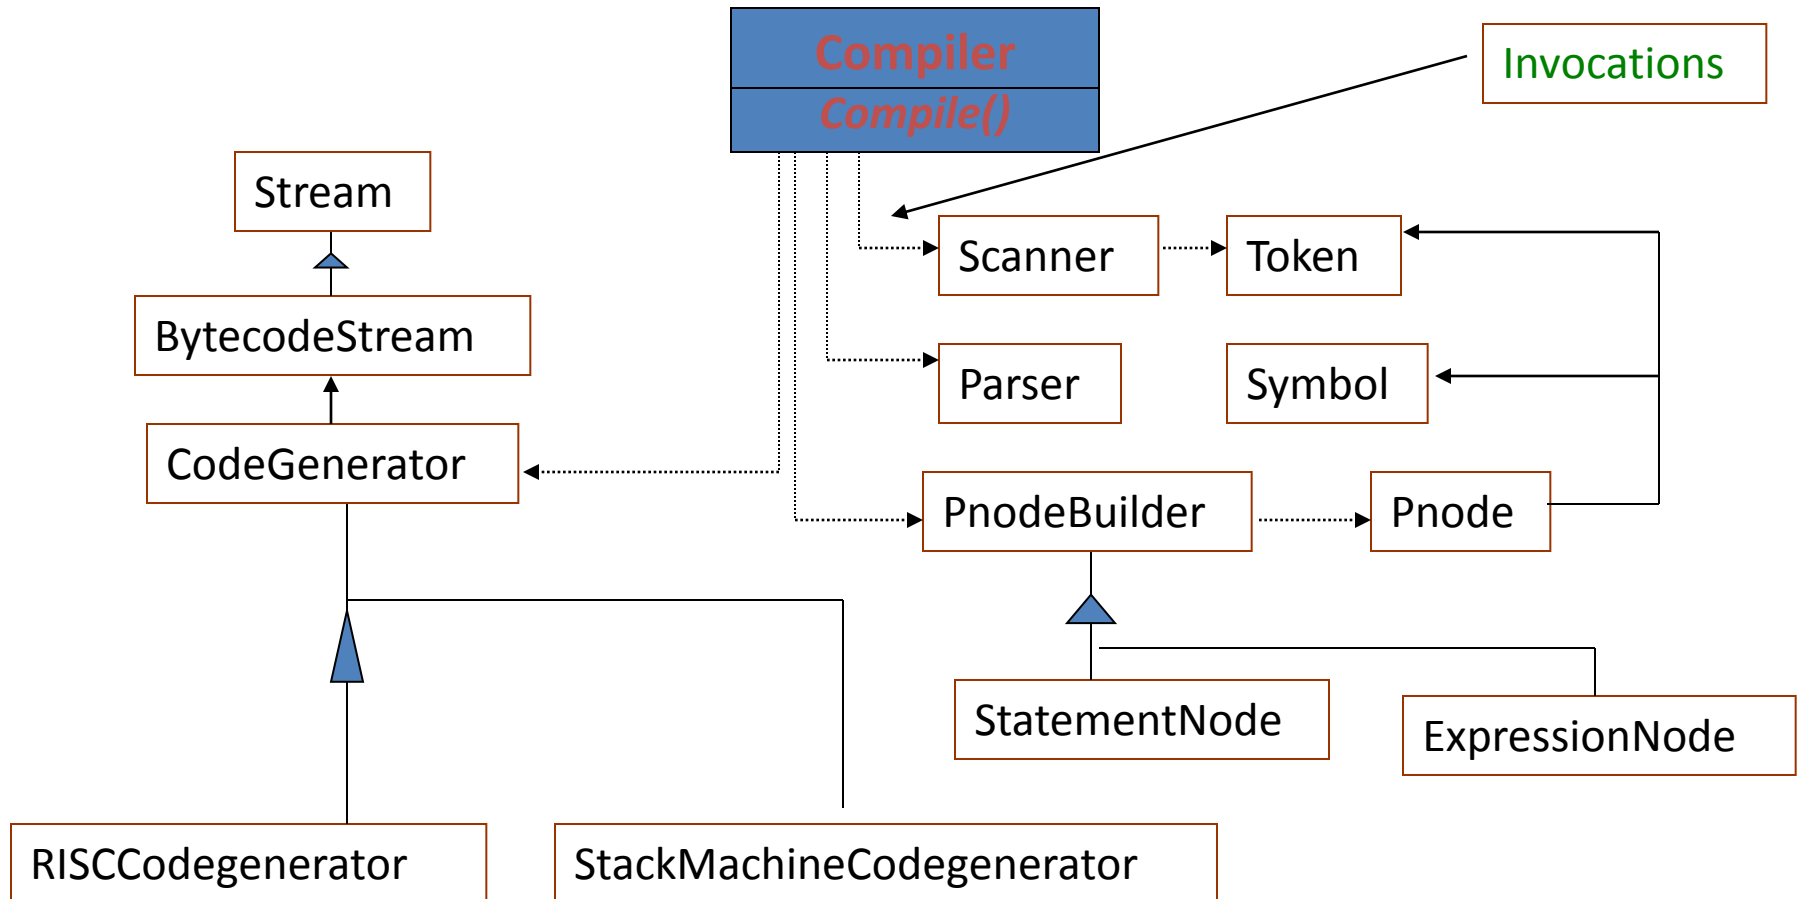 Compiler
Compile()
Invocations
Stream
Scanner
Token
BytecodeStream
Parser
Symbol
CodeGenerator
PnodeBuilder
Pnode
StatementNode
ExpressionNode
RISCCodegenerator
StackMachineCodegenerator